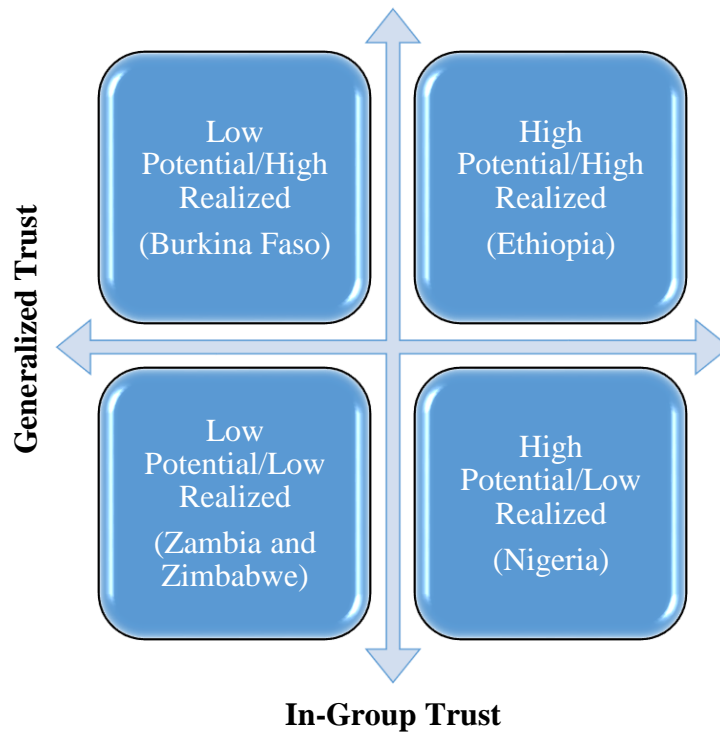 Generalized Trust
Low
Potential/High
Realized
(Burkina Faso)
High
Potential/High
Realized
(Ethiopia)
Low
Potential/Low
Realized
(Zambia and
Zimbabwe)
High
Potential/Low
Realized
(Nigeria)
In-Group Trust